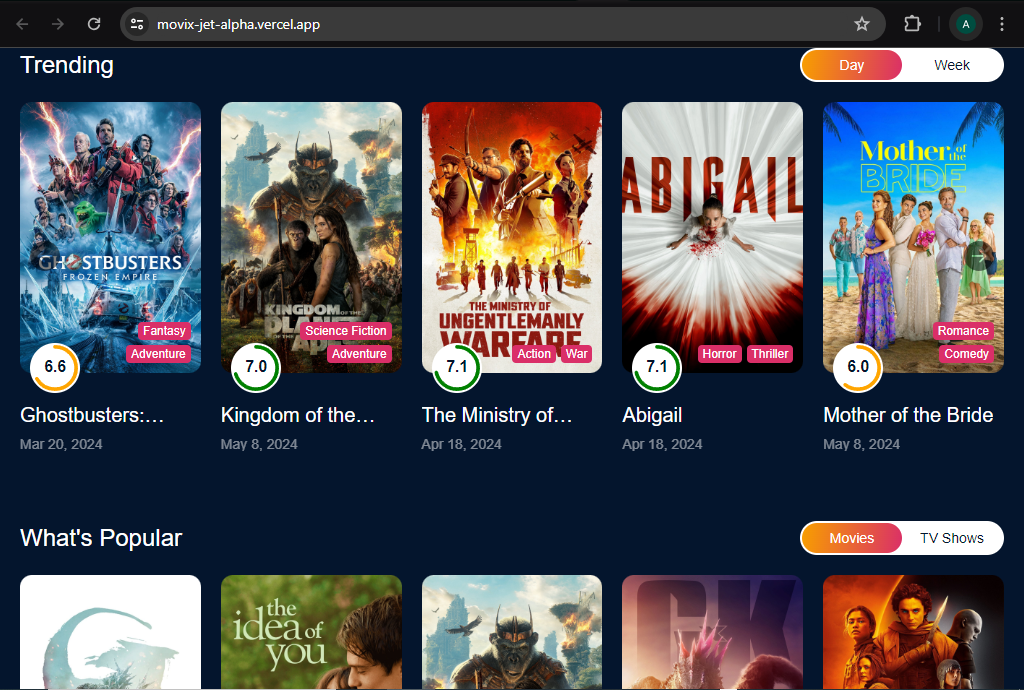 movix-jet-alpha.vercel.app
A
Trending
Day
Week
GHOSTBUSTERS
FROZEN EMPIRE
Fantasy
Adventure
6.6
Ghostbusters:...
Mar 20, 2024
KINGDOM OF THE
PLANET
OF THE APES
Science Fiction
Adventure
7.0
Kingdom of the...
May 8, 2024
THE MINISTRY OF
UNGENTLEMANLY
WARFARE
Action
War
7.1
The Ministry of...
Apr 18, 2024
ABIGAIL
Horror
Thriller
7.1
Abigail
Apr 18, 2024
Mother of the
BRIDE
Romance
Comedy
6.0
Mother of the Bride
May 8, 2024
What's Popular
Movies
TV Shows
the
idea of
you
GK